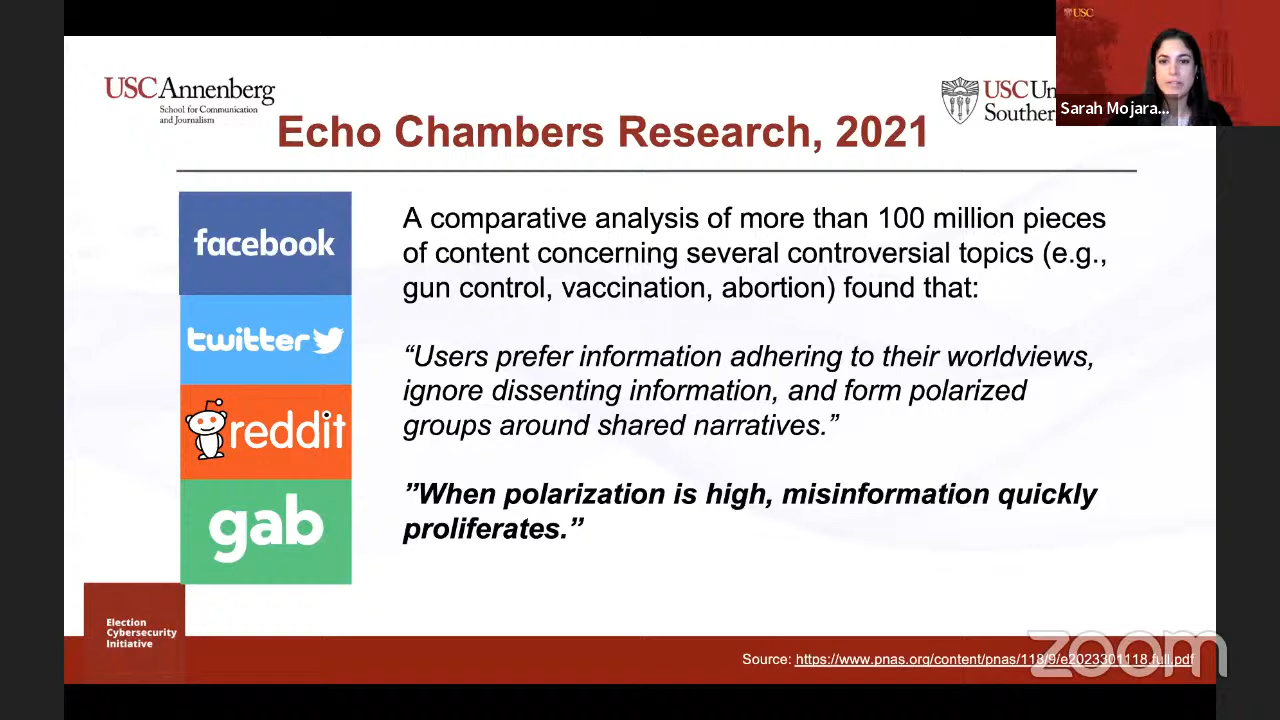 USC
Sarah Mojara...
USC Annenberg
School for Communication
and Journalism
USC Un
Southern
Echo Chambers Research, 2021
facebook
twitter
reddit
gab
A comparative analysis of more than 100 million pieces
of content concerning several controversial topics (e.g.,
gun control, vaccination, abortion) found that:
“Users prefer information adhering to their worldviews,
ignore dissenting information, and form polarized
groups around shared narratives.”
”When polarization is high, misinformation quickly
proliferates.”
Election
Cybersecurity
Initiative
Source: https://www.pnas.org/content/pnas/118/9/e2023301118.full.pdf
zoom